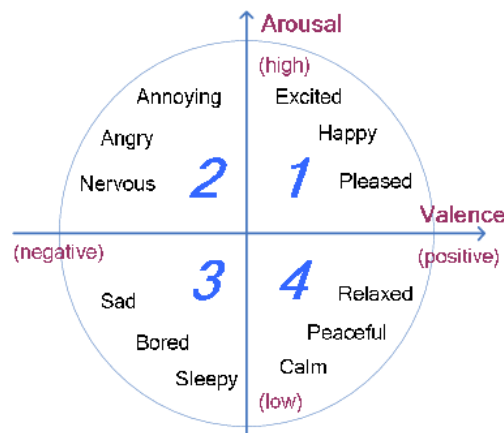 Arousal
(high)
Annoying
Excited
Angry
Happy
Nervous
2
1
Pleased
Valence
(negative)
(positive)
3
4
Sad
Relaxed
Bored
Peaceful
Sleepy
Calm
(low)